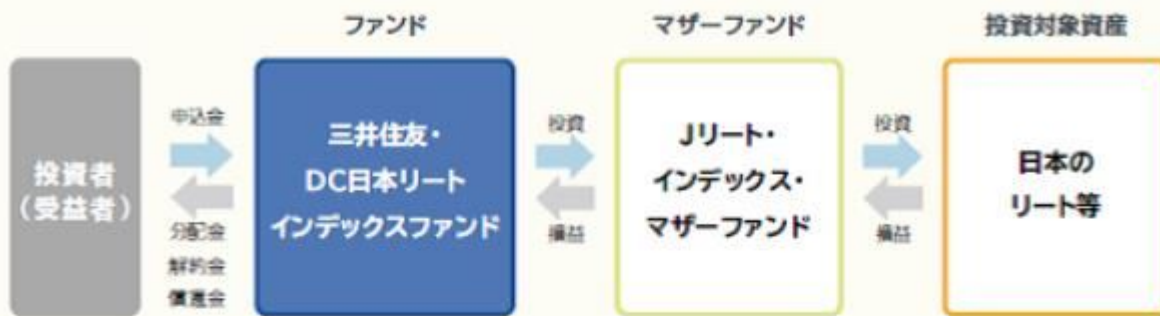 ファンド
マザーファンド
投資対象資産
投資者
（受益者）
申込金
分配金
解約金
償還金
三井住友・
DC日本リート
インデックスファンド
投資
損益
Jリート・
インデックス・
マザーファンド
投資
損益
日本の
リート等